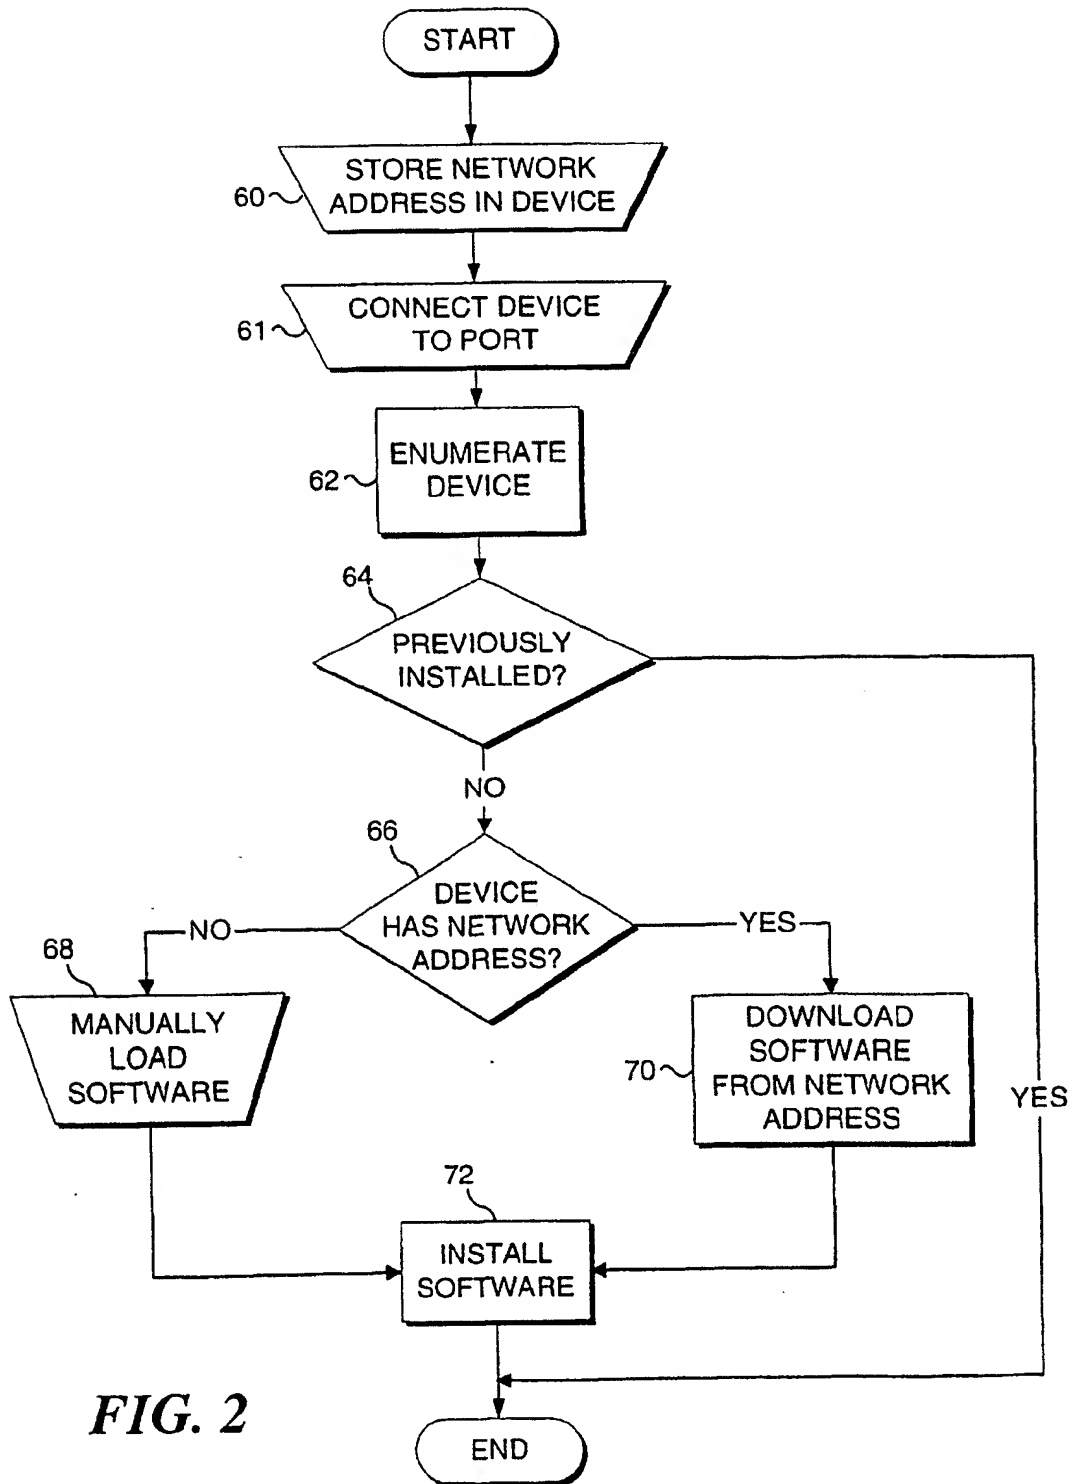 START
STORE NETWORK
ADDRESS IN DEVICE
60
CONNECT DEVICE
TO PORT
61
ENUMERATE
DEVICE
62
64
PREVIOUSLY
INSTALLED?
NO
66
DEVICE
HAS NETWORK
ADDRESS?
NO
YES
68
MANUALLY
LOAD
SOFTWARE
DOWNLOAD
SOFTWARE
FROM NETWORK
ADDRESS
70
YES
72
INSTALL
SOFTWARE
FIG. 2
END